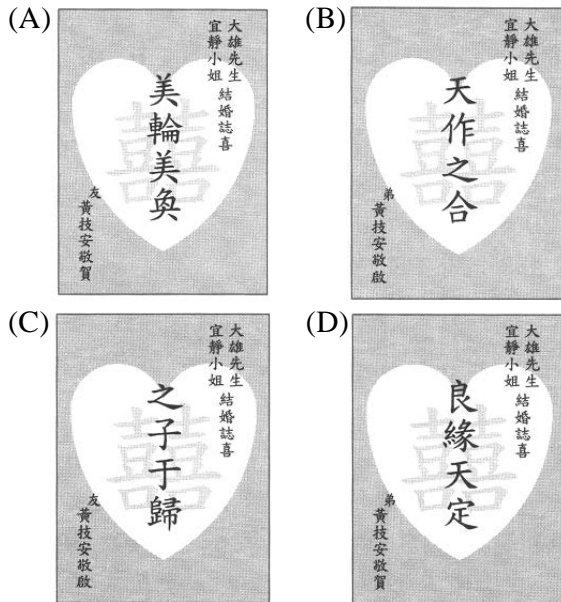 (A)
大雄先生
宜靜小姐
結婚誌喜
囍
美輪美奐
友
黃技安敬賀
(B)
大雄先生
宜靜小姐
結婚誌喜
囍
天作之合
弟
黃技安敬啟
(C)
大雄先生
宜靜小姐
結婚誌喜
囍
之子于歸
友
黃技安敬啟
(D)
大雄先生
宜靜小姐
結婚誌喜
囍
良緣天定
弟
黃技安敬賀